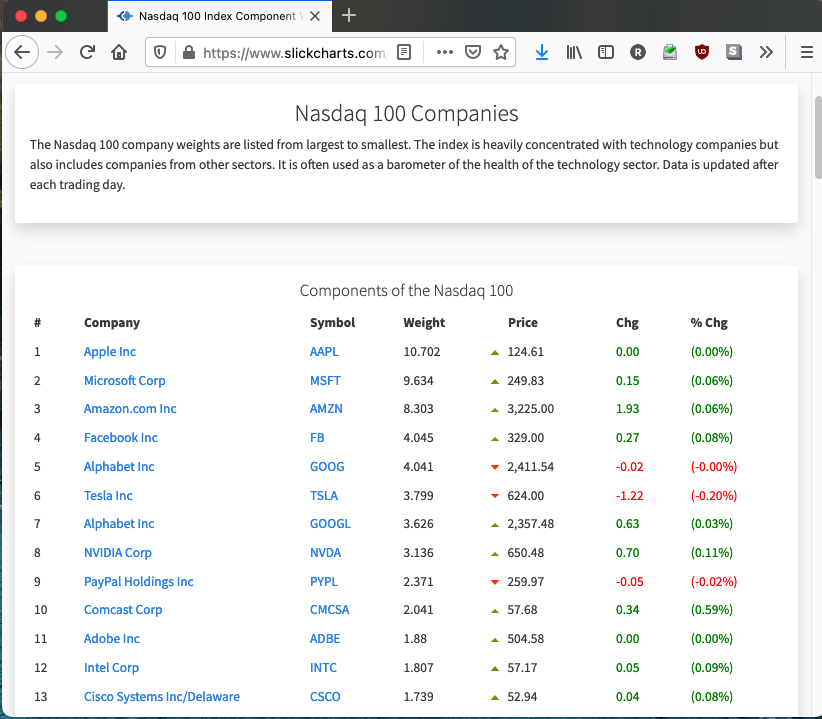 Nasdaq 100 Index Component
https://www.slickcharts.com
Nasdaq 100 Companies
The Nasdaq 100 company weights are listed from largest to smallest. The index is heavily concentrated with technology companies but
also includes companies from other sectors. It is often used as a barometer of the health of the technology sector. Data is updated after
each trading day.
Components of the Nasdaq 100
# Company Symbol Weight Price Chg % Chg
1 Apple Inc AAPL 10.702 124.61 0.00 (0.00%)
2 Microsoft Corp MSFT 9.634 249.83 0.15 (0.06%)
3 Amazon.com Inc AMZN 8.303 3,225.00 1.93 (0.06%)
4 Facebook Inc FB 4.045 329.00 0.27 (0.08%)
5 Alphabet Inc GOOG 4.041 2,411.54 -0.02 (-0.00%)
6 Tesla Inc TSLA 3.799 624.00 -1.22 (-0.20%)
7 Alphabet Inc GOOGL 3.626 2,357.48 0.63 (0.03%)
8 NVIDIA Corp NVDA 3.136 650.48 0.70 (0.11%)
9 PayPal Holdings Inc PYPL 2.371 259.97 -0.05 (-0.02%)
10 Comcast Corp CMCSA 2.041 57.68 0.34 (0.59%)
11 Adobe Inc ADBE 1.88 504.58 0.00 (0.00%)
12 Intel Corp INTC 1.807 57.17 0.05 (0.09%)
13 Cisco Systems Inc/Delaware CSCO 1.739 52.94 0.04 (0.08%)